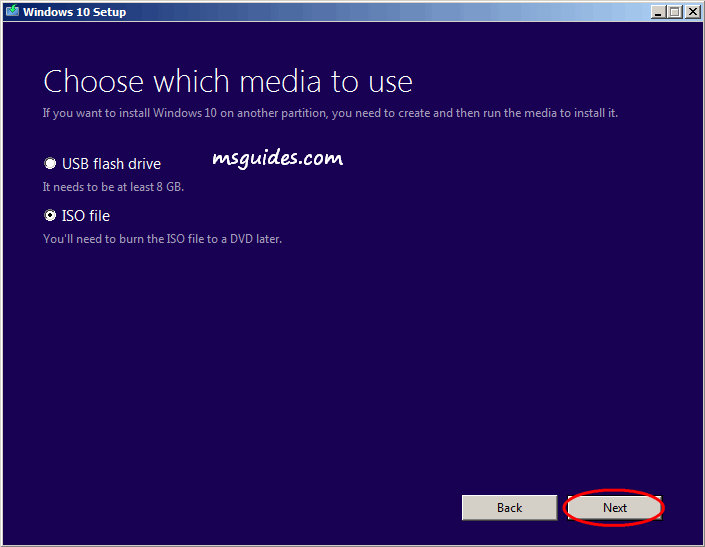 Windows 10 Setup
Choose which media to use
If you want to install Windows 10 on another partition, you need to create and then run the media to install it.
USB flash drive
msguides.com
It needs to be at least 8 GB.
ISO file
You'll need to burn the ISO file to a DVD later.
Back
Next